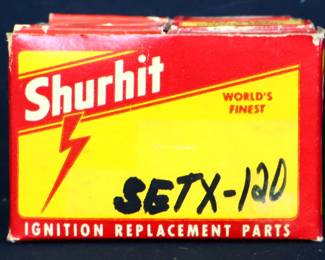 Shurhit
WORLD'S
FINEST
SETX-120
IGNITION REPLACEMENT PARTS